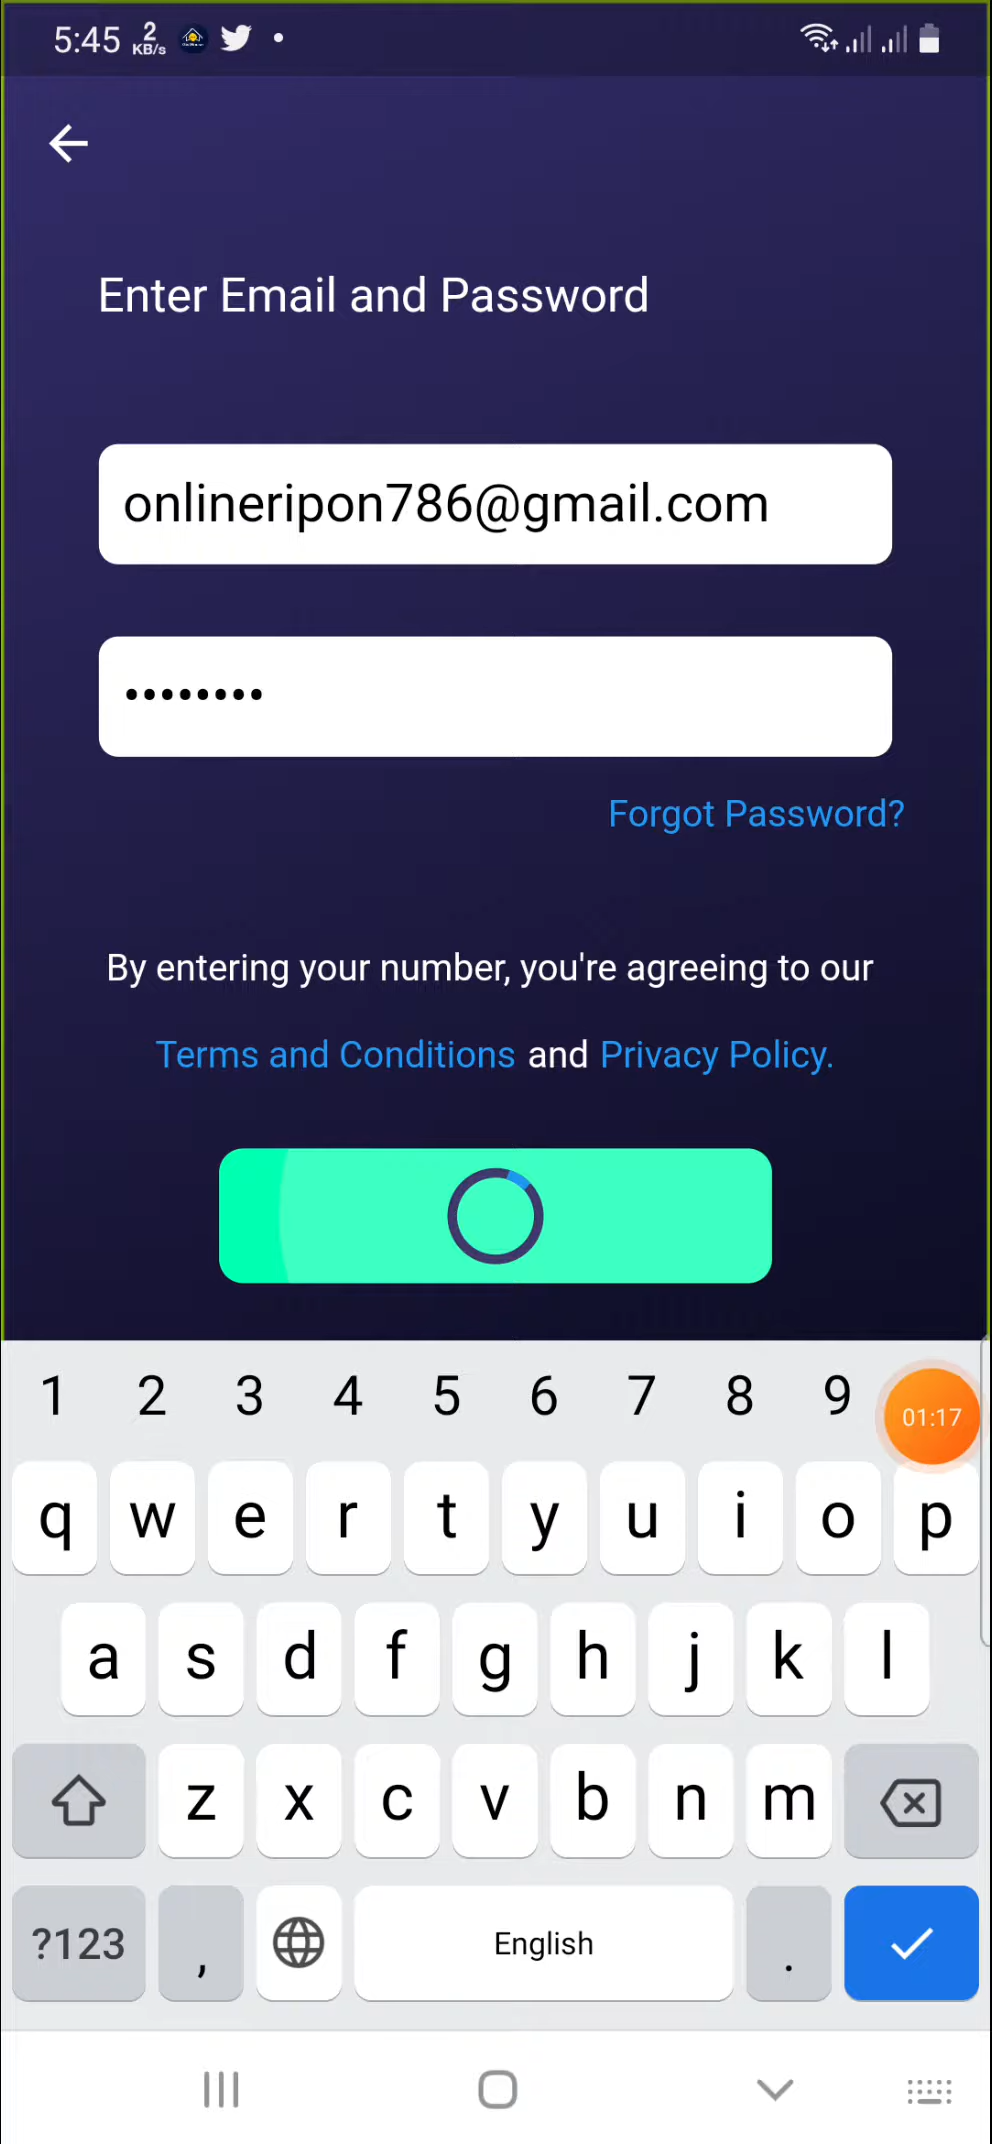 5:45 2 KB/s
Enter Email and Password
onlineripon786@gmail.com
••••••••
Forgot Password?
By entering your number, you're agreeing to our
Terms and Conditions and Privacy Policy.
1 2 3 4 5 6 7 8 9 01:17
q w e r t y u i o p
a s d f g h j k l
z x c v b n m
?123 , English .